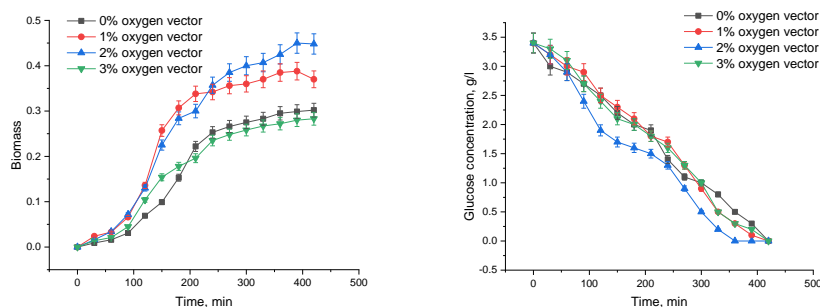 0% oxygen vector
1% oxygen vector
2% oxygen vector
3% oxygen vector
Biomass
0.5
0.4
0.3
0.2
0.1
0.0
0 100 200 300 400 500
Time, min
0% oxygen vector
1% oxygen vector
2% oxygen vector
3% oxygen vector
Glucose concentration, g/l
3.5
3.0
2.5
2.0
1.5
1.0
0.5
0.0
-0.5
0 100 200 300 400 500
Time, min